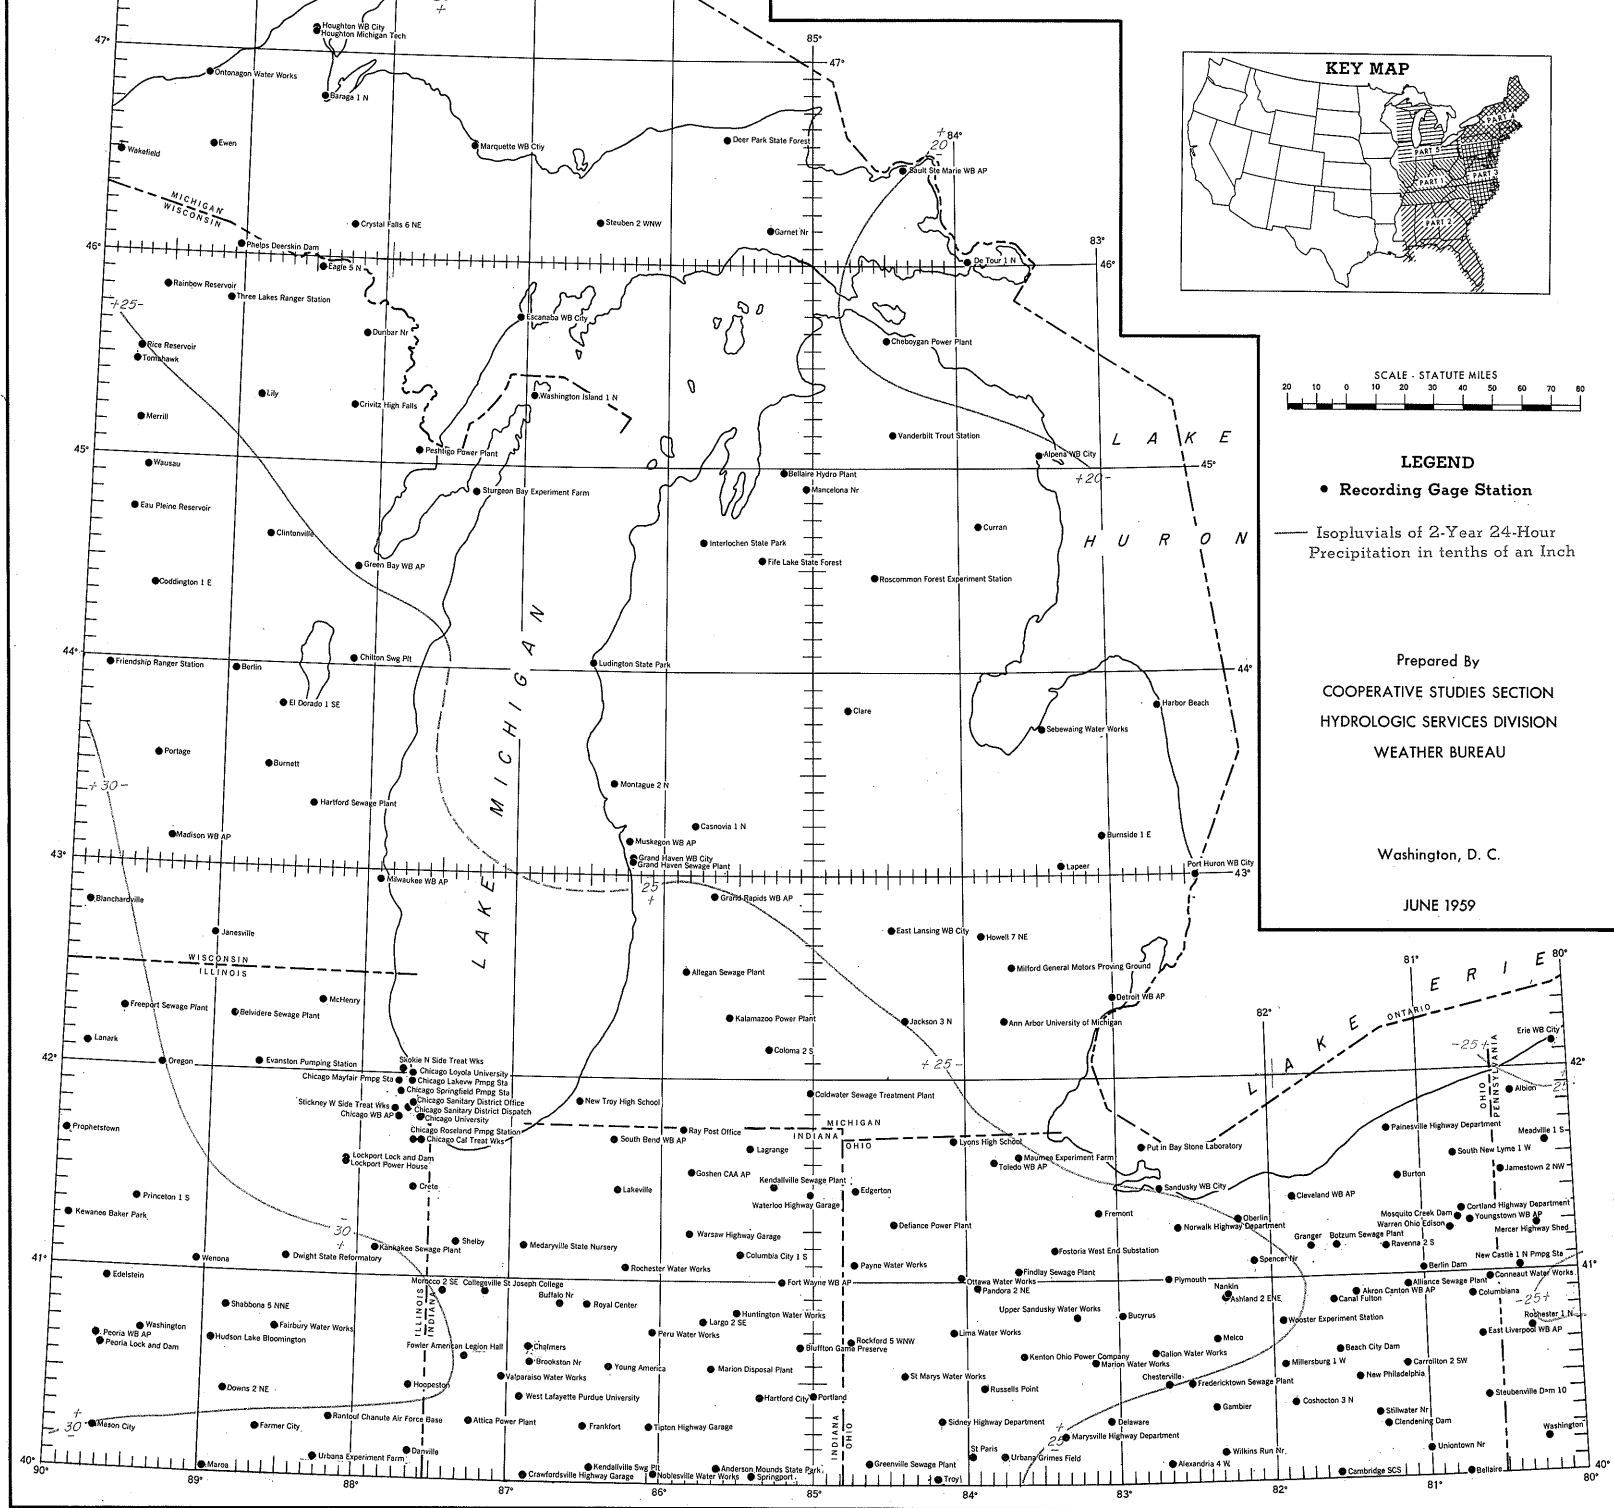 47°
Houghton WB City
Houghton Michigan Tech
Ontonagon Water Works
Baraga 1 N
85°
47°
Wakefield
Ewen
Marquette WB Ctiy
Deer Park State Forest
+ 84°
20
Sault Ste Marie WB AP
MICHIGAN
WISCONSIN
Crystal Falls 6 NE
Steuben 2 WNW
Garnet Nr
83°
46°
Phelps Deerskin Dam
Eagle 5 N
De Tour 1 N
46°
Rainbow Reservoir
Three Lakes Ranger Station
+25-
Escanaba WB City
Dunbar Nr
Cheboygan Power Plant
Rice Reservoir
Tomahawk
Lily
Crivitz High Falls
Washington Island 1 N
Merrill
45°
Peshtigo Power Plant
Vanderbilt Trout Station
LAKE
Alpena WB City
45°
+20-
Wausau
Bellaire Hydro Plant
Sturgeon Bay Experiment Farm
Mancelona Nr
Eau Pleine Reservoir
Clintonville
Curran
HURON
Interlochen State Park
Green Bay WB AP
Fife Lake State Forest
Coddington 1 E
Roscommon Forest Experiment Station
44°
Friendship Ranger Station
Berlin
Chilton Swg Plt
Ludington State Park
44°
El Dorado 1 SE
Clare
Harbor Beach
Sebewaing Water Works
Portage
Burnett
LAKE MICHIGAN
+30-
Hartford Sewage Plant
Montague 2 N
Madison WB AP
Casnovia 1 N
Muskegon WB AP
Burnside 1 E
43°
Grand Haven WB City
Grand Haven Sewage Plant
Lapeer
Port Huron WB City
43°
Milwaukee WB AP
25
+
Blanchardville
Grand Rapids WB AP
Janesville
East Lansing WB City
Howell 7 NE
WISCONSIN
ILLINOIS
Allegan Sewage Plant
Milford General Motors Proving Ground
Freeport Sewage Plant
McHenry
Belvidere Sewage Plant
Detroit WB AP
Kalamazoo Power Plant
Jackson 3 N
Ann Arbor University of Michigan
Lanark
42°
Oregon
Evanston Pumping Station
Skokie N Side Treat Wks
Coloma 2 S
+25-
Chicago Loyola University
Chicago Mayfair Pmpg Sta
Chicago Lakevw Pmpg Sta
Chicago Springfield Pmpg Sta
Chicago Sanitary District Office
Stickney W Side Treat Wks
Chicago Sanitary District Dispatch
Chicago WB AP
Chicago University
Chicago Roseland Pmpg Station
Chicago Cal Treat Wks
New Troy High School
Coldwater Sewage Treatment Plant
Prophetstown
South Bend WB AP
Ray Post Office
MICHIGAN
INDIANA
OHIO
Lyons High School
Lockport Lock and Dam
Lockport Power House
Lagrange
Maumee Experiment Farm
Toledo WB AP
Put in Bay Stone Laboratory
Crete
Goshen CAA AP
Princeton 1 S
Lakeville
Kendallville Sewage Plant
Waterloo Highway Garage
Edgerton
Sandusky WB City
Kewanee Baker Park
30
Defiance Power Plant
Fremont
Oberlin
Norwalk Highway Department
41°
Wenona
Dwight State Reformatory
Kankakee Sewage Plant
Shelby
Medaryville State Nursery
Warsaw Highway Garage
Columbia City 1 S
Fostoria West End Substation
Spencer Nr
Edelstein
Rochester Water Works
Payne Water Works
Findlay Sewage Plant
Morocco 2 SE
Collegeville St Joseph College
Buffalo Nr
Fort Wayne WB AP
Ottawa Water Works
Pandora 2 NE
Plymouth
Nankin
Ashland 2 ENE
Shabbona 5 NNE
Royal Center
Washington
Peoria WB AP
Peoria Lock and Dam
Fairbury Water Works
Hudson Lake Bloomington
ILLINOIS
INDIANA
Huntington Water Works
Largo 2 SE
Upper Sandusky Water Works
Bucyrus
Wooster Experiment Station
Fowler American Legion Hall
Chalmers
Peru Water Works
Rockford 5 WNW
Bluffton Game Preserve
Lima Water Works
Melco
Brookston Nr
Young America
Marion Disposal Plant
Kenton Ohio Power Company
Galion Water Works
Marion Water Works
Millersburg 1 W
Downs 2 NE
Hoopeston
Valparaiso Water Works
West Lafayette Purdue University
Hartford City
Portland
St Marys Water Works
Russells Point
Chesterville
Fredericktown Sewage Plant
+
30
Mason City
Farmer City
Rantoul Chanute Air Force Base
Attica Power Plant
Frankfort
Tipton Highway Garage
INDIANA
OHIO
Sidney Highway Department
+
25
Delaware
Gambier
Coshocton 3 N
Marysville Highway Department
40°
Maroa
Urbana Experiment Farm
Danville
Kendallville Swg Plt
Crawfordsville Highway Garage
Noblesville Water Works
Anderson Mounds State Park
Springport
Greenville Sewage Plant
St Paris
Urbana Grimes Field
Troy
Alexandria 4 W
Wilkins Run Nr
90°
89°
88°
87°
86°
85°
84°
83°
82°
81°
80°
KEY MAP
PART 4
PART 5
PART 3
PART 1
PART 2
SCALE - STATUTE MILES
20 10 0 10 20 30 40 50 60 70 80
LEGEND
Recording Gage Station
Isopluvials of 2-Year 24-Hour
Precipitation in tenths of an Inch
Prepared By
COOPERATIVE STUDIES SECTION
HYDROLOGIC SERVICES DIVISION
WEATHER BUREAU
Washington, D. C.
JUNE 1959
LAKE ERIE
82°
81°
80°
ONTARIO
Erie WB City
-25+
42°
OHIO
PENNSYLVANIA
Albion
+
25
Painesville Highway Department
Meadville 1 S
South New Lyme 1 W
Burton
Jamestown 2 NW
Cleveland WB AP
Cortland Highway Department
Mosquito Creek Dam
Youngstown WB AP
Warren Ohio Edison
Mercer Highway Shed
Granger
Botzum Sewage Plant
Ravenna 2 S
New Castle 1 N Pmpg Sta
Berlin Dam
41°
Conneaut Water Works
Alliance Sewage Plant
Akron Canton WB AP
Columbiana
Canal Fulton
-25+
Rochester 1 N
East Liverpool WB AP
Beach City Dam
Carrollton 2 SW
New Philadelphia
Steubenville Dam 10
Stillwater Nr
Clendening Dam
Washington
Uniontown Nr
Cambridge SCS
Bellaire
40°